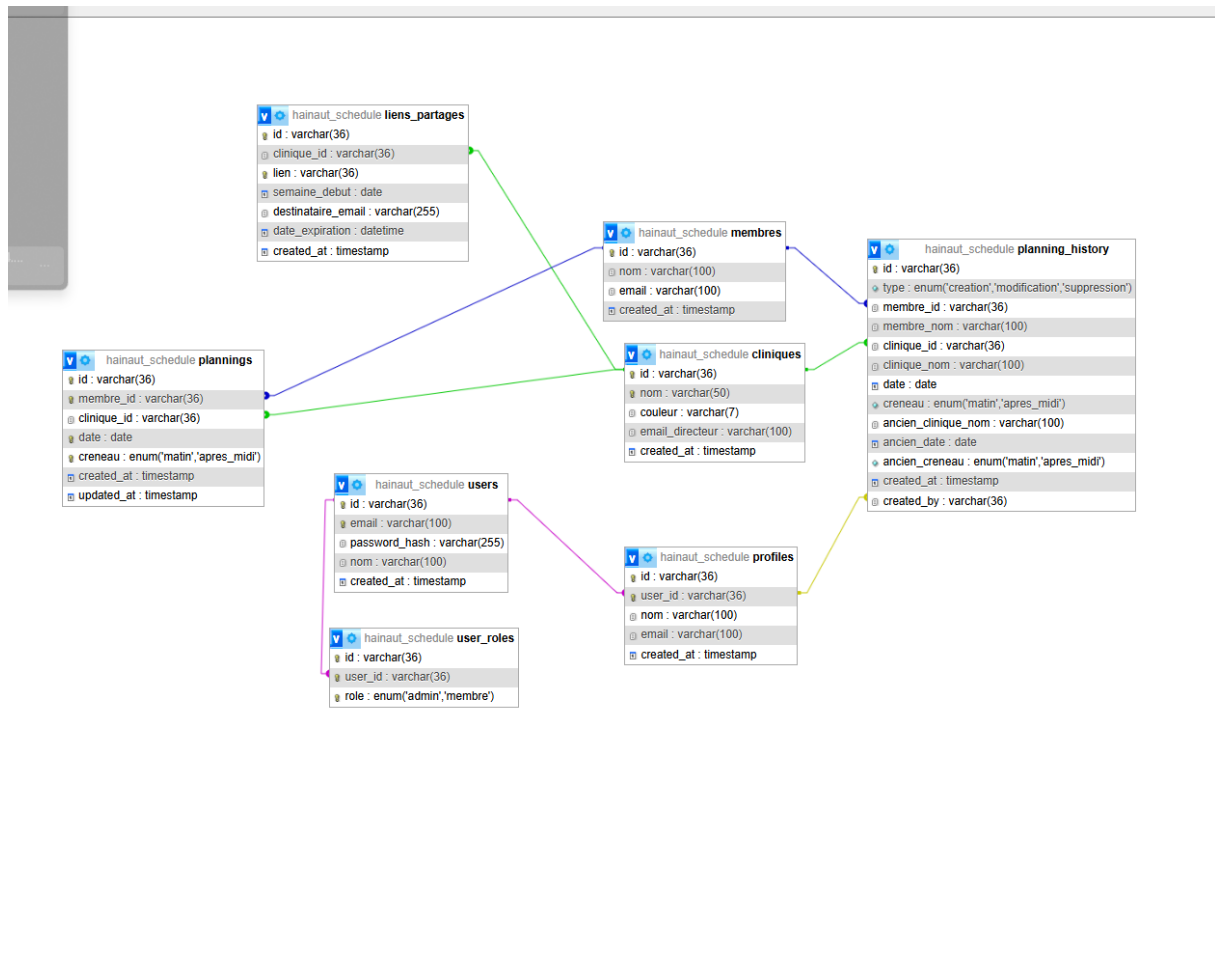 hainaut_schedule liens_partages
id : varchar(36)
clinique_id : varchar(36)
lien : varchar(36)
semaine_debut : date
destinataire_email : varchar(255)
date_expiration : datetime
created_at : timestamp
hainaut_schedule membres
id : varchar(36)
nom : varchar(100)
email : varchar(100)
created_at : timestamp
hainaut_schedule planning_history
id : varchar(36)
type : enum('creation','modification','suppression')
membre_id : varchar(36)
membre_nom : varchar(100)
clinique_id : varchar(36)
clinique_nom : varchar(100)
date : date
creneau : enum('matin','apres_midi')
ancien_clinique_nom : varchar(100)
ancien_date : date
ancien_creneau : enum('matin','apres_midi')
created_at : timestamp
created_by : varchar(36)
hainaut_schedule plannings
id : varchar(36)
membre_id : varchar(36)
clinique_id : varchar(36)
date : date
creneau : enum('matin','apres_midi')
created_at : timestamp
updated_at : timestamp
hainaut_schedule cliniques
id : varchar(36)
nom : varchar(50)
couleur : varchar(7)
email_directeur : varchar(100)
created_at : timestamp
hainaut_schedule users
id : varchar(36)
email : varchar(100)
password_hash : varchar(255)
nom : varchar(100)
created_at : timestamp
hainaut_schedule profiles
id : varchar(36)
user_id : varchar(36)
nom : varchar(100)
email : varchar(100)
created_at : timestamp
hainaut_schedule user_roles
id : varchar(36)
user_id : varchar(36)
role : enum('admin','membre')